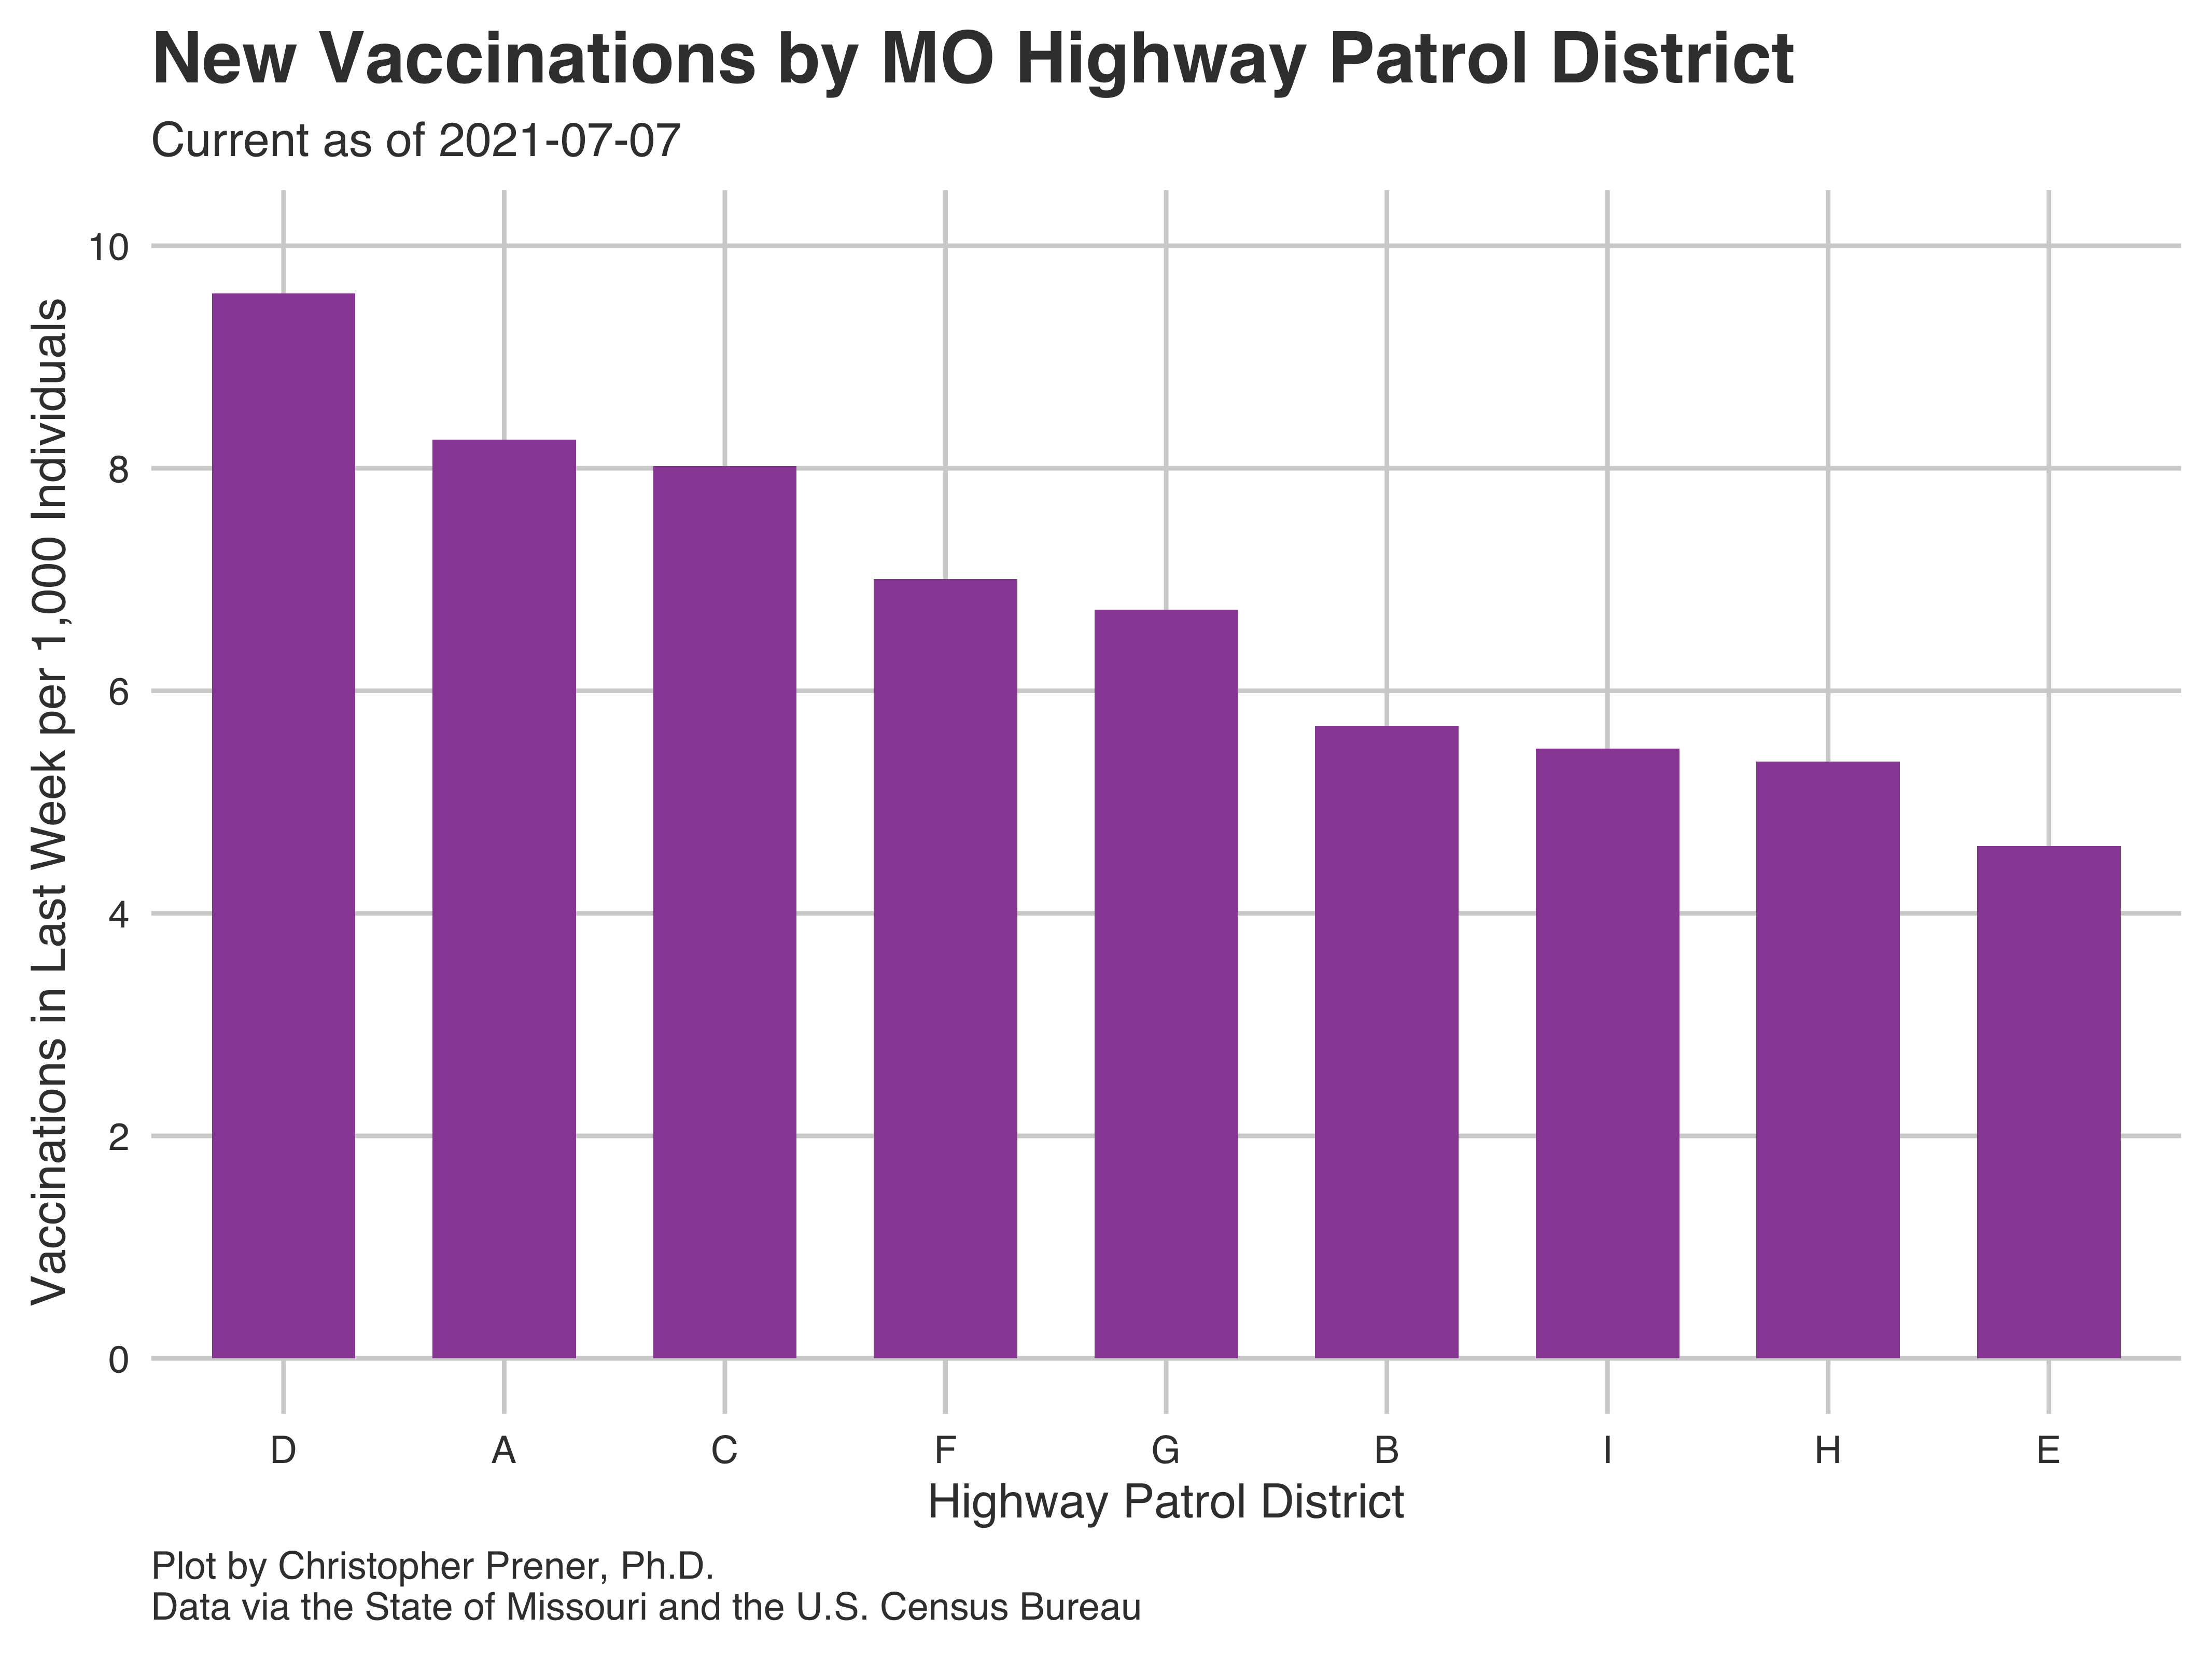 New Vaccinations by MO Highway Patrol District
Current as of 2021-07-07
Vaccinations in Last Week per 1,000 Individuals
10
8
6
4
2
0
D A C F G B I H E
Highway Patrol District
Plot by Christopher Prener, Ph.D.
Data via the State of Missouri and the U.S. Census Bureau